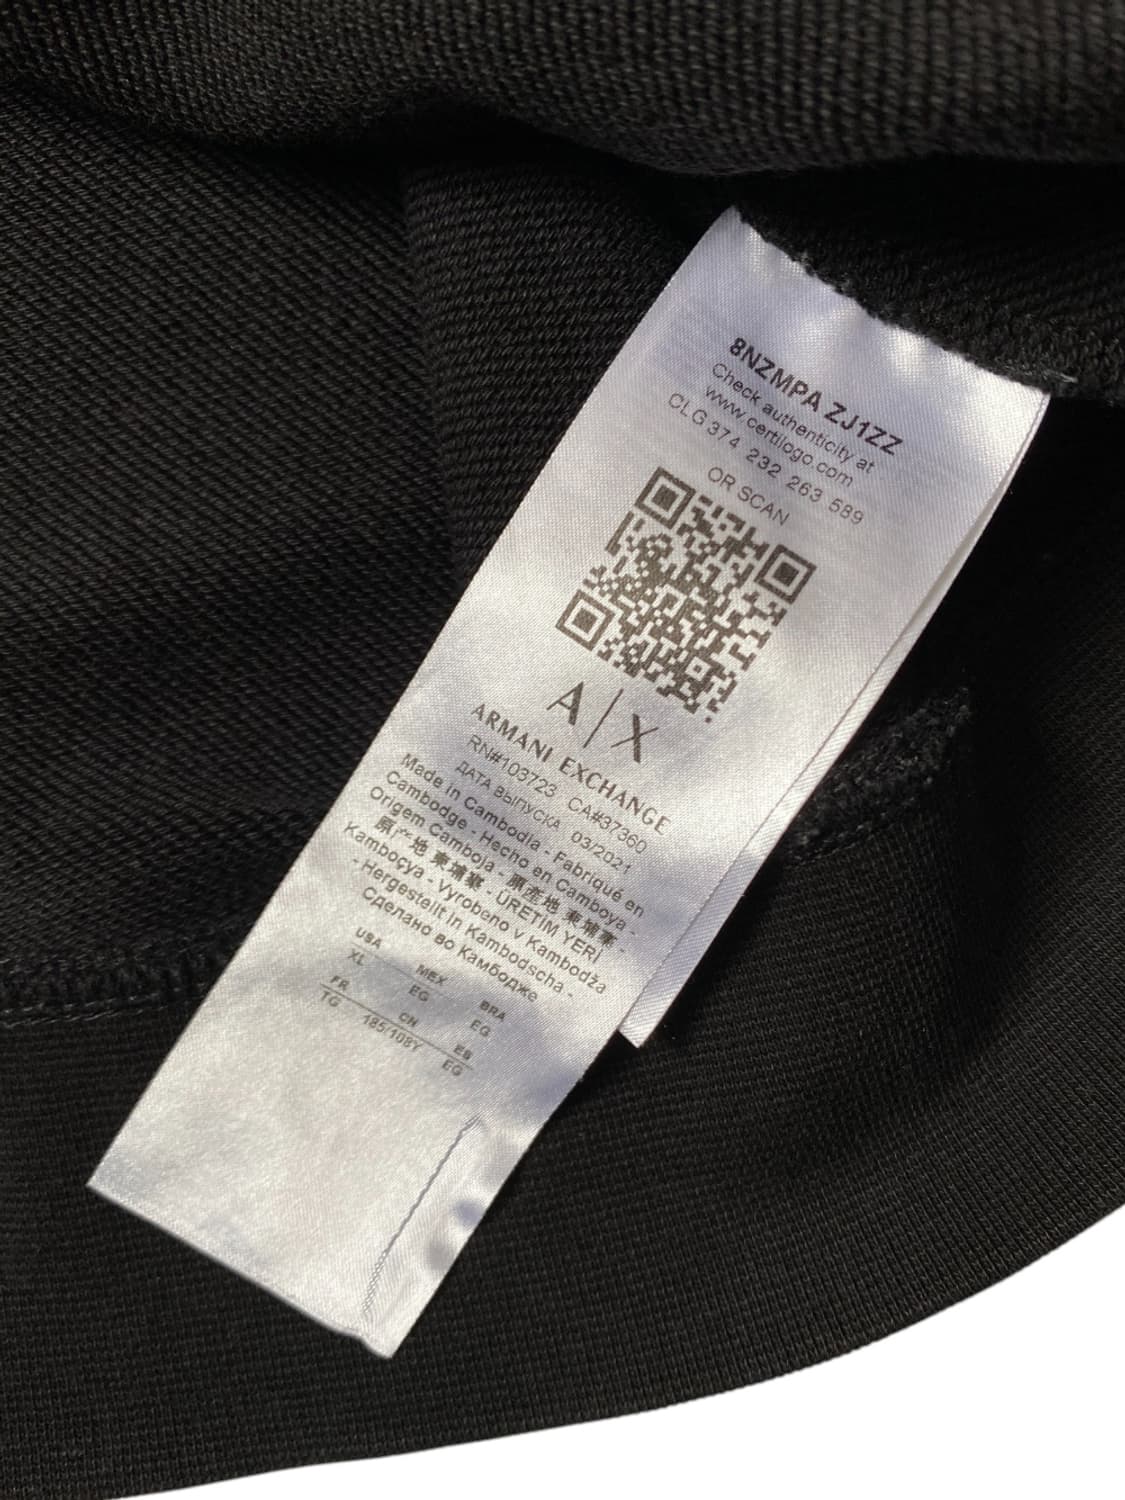 8NZMPA ZJ1ZZ
Check authenticity at
www.certilogo.com
CLG 374 232 263 589
OR SCAN
A|X
ARMANI EXCHANGE
RN#103723 CA#37360
ДАТА ВЫПУСКА 03/2021
Made in Cambodia - Fabriqué en
Cambodge - Hecho en Camboya -
Origem Camboja - 原産地 東埔寨 -
原产地 柬埔寨 - ÜRETİM YERİ
Kamboçya - Vyrobeno v Kambodža
- Hergestellt in Kambodscha -
Сделано во Камбодже
USA MEX BRA
XL EG EG
FR CN ES
TG 185/108Y EG